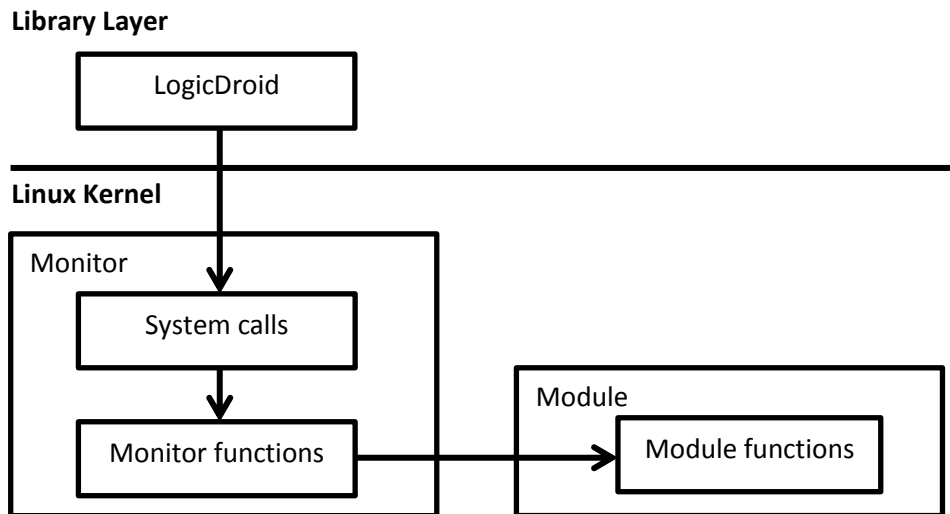 Library Layer
LogicDroid
Linux Kernel
Monitor
System calls
Module
Monitor functions
Module functions